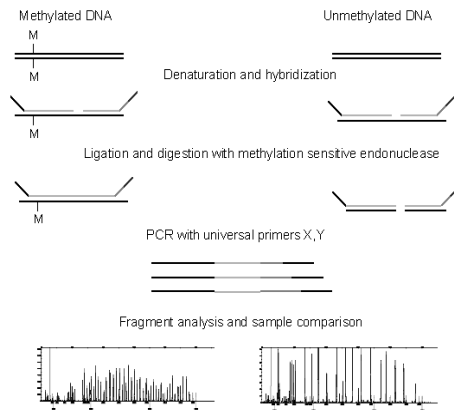 Methylated DNA
Unmethylated DNA
M
M
Denaturation and hybridization
M
Ligation and digestion with methylation sensitive endonuclease
M
PCR with universal primers X,Y
Fragment analysis and sample comparison